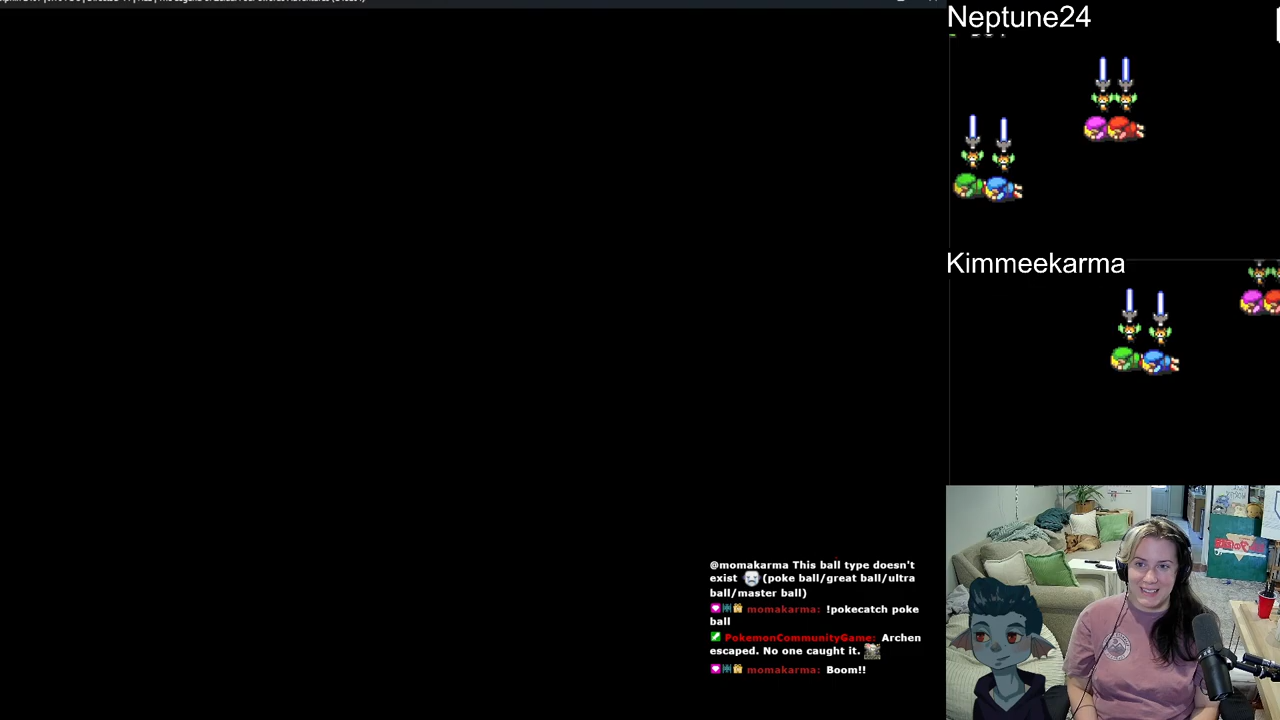 Neptune24
Kimmeekarma
@momakarma This ball type doesn't
exist (poke ball/great ball/ultra
ball/master ball)
momakarma: !pokecatch poke
ball
PokemonCommunityGame: Archen
escaped. No one caught it.
momakarma: Boom!!